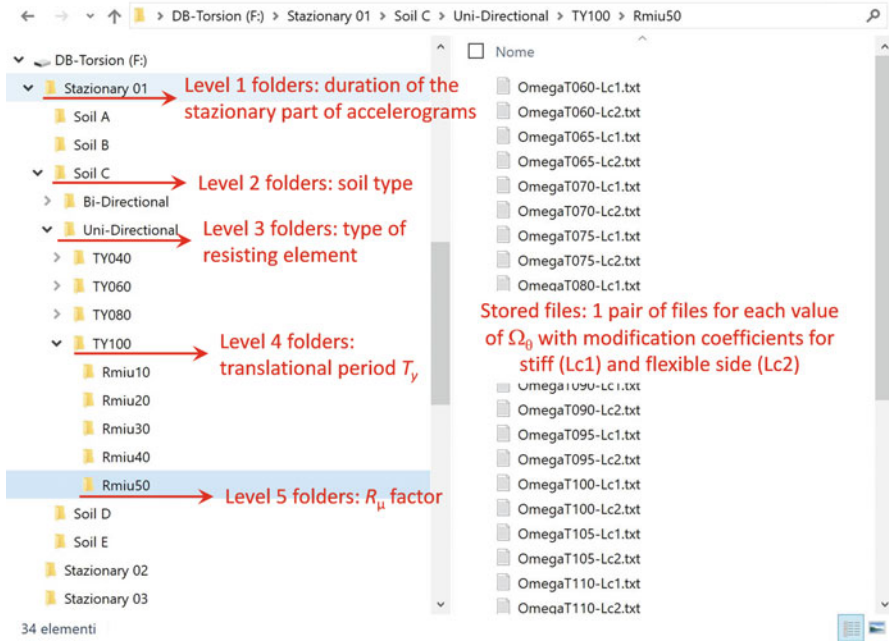 DB-Torsion (F:) > Stazionary 01 > Soil C > Uni-Directional > TY100 > Rmiu50
DB-Torsion (F:)
Stazionary 01
Soil A
Soil B
Soil C
Bi-Directional
Uni-Directional
TY040
TY060
TY080
TY100
Rmiu10
Rmiu20
Rmiu30
Rmiu40
Rmiu50
Soil D
Soil E
Stazionary 02
Stazionary 03
34 elementi
Level 1 folders: duration of the
stazionary part of accelerograms
Level 2 folders: soil type
Level 3 folders: type of
resisting element
Level 4 folders:
translational period Ty
Level 5 folders: Rμ factor
Nome
OmegaT060-Lc1.txt
OmegaT060-Lc2.txt
OmegaT065-Lc1.txt
OmegaT065-Lc2.txt
OmegaT070-Lc1.txt
OmegaT070-Lc2.txt
OmegaT075-Lc1.txt
OmegaT075-Lc2.txt
OmegaT080-Lc1.txt
Stored files: 1 pair of files for each value
of Ωθ with modification coefficients for
stiff (Lc1) and flexible side (Lc2)
OmegaT090-Lc1.txt
OmegaT090-Lc2.txt
OmegaT095-Lc1.txt
OmegaT095-Lc2.txt
OmegaT100-Lc1.txt
OmegaT100-Lc2.txt
OmegaT105-Lc1.txt
OmegaT105-Lc2.txt
OmegaT110-Lc1.txt
OmegaT110-Lc2.txt